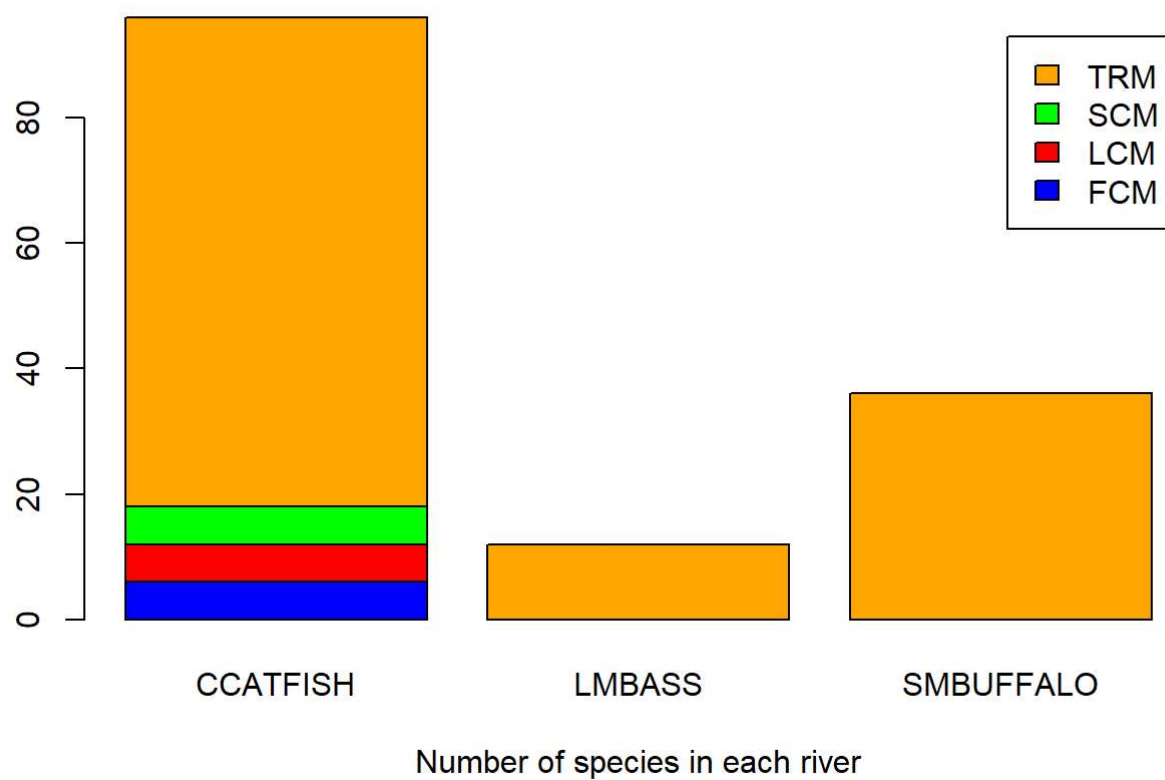 80
60
40
20
0
TRM
SCM
LCM
FCM
CCATFISH
LMBASS
SMBUFFALO
Number of species in each river